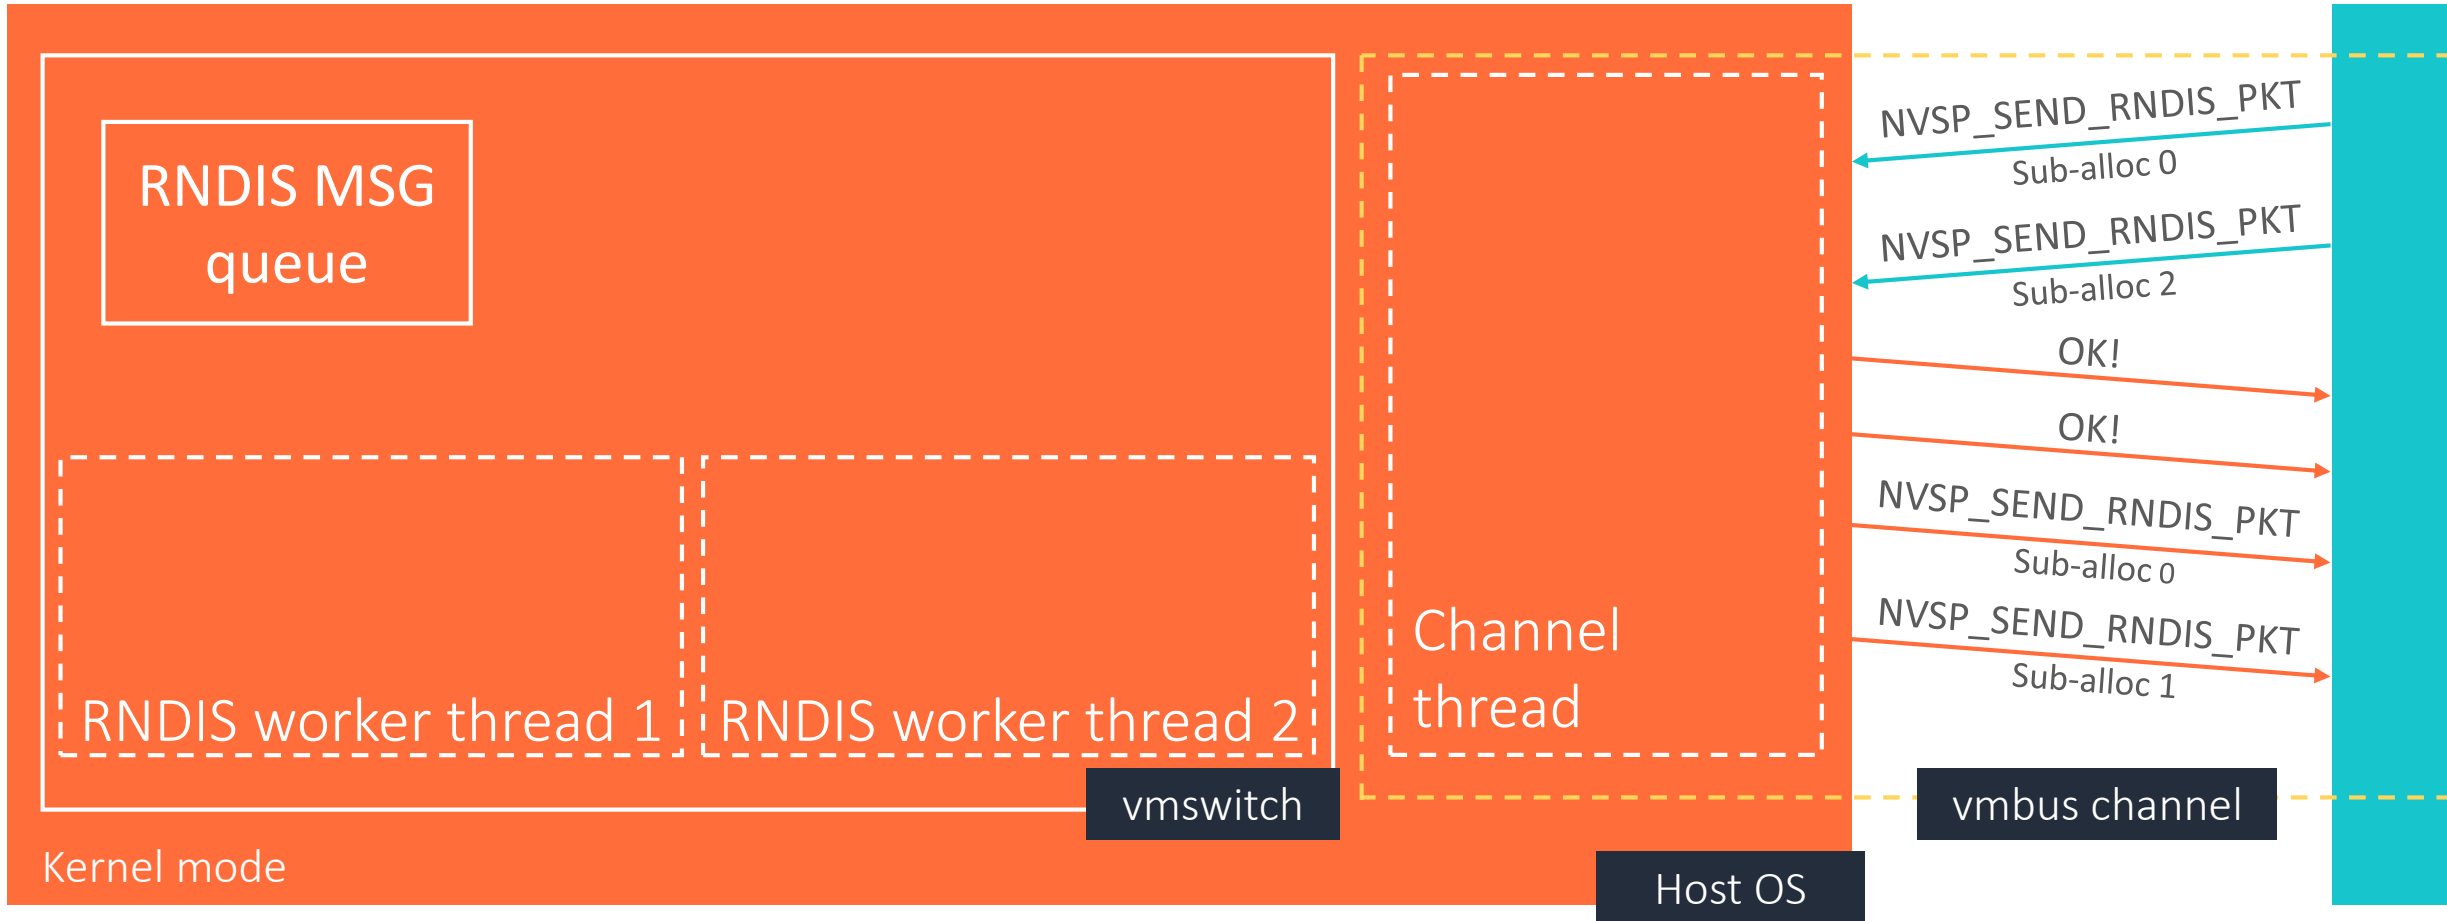 RNDIS MSG
queue
RNDIS worker thread 1
RNDIS worker thread 2
vmswitch
Kernel mode
Channel
thread
Host OS
NVSP_SEND_RNDIS_PKT
Sub-alloc 0
NVSP_SEND_RNDIS_PKT
Sub-alloc 2
OK!
OK!
NVSP_SEND_RNDIS_PKT
Sub-alloc 0
NVSP_SEND_RNDIS_PKT
Sub-alloc 1
vmbus channel